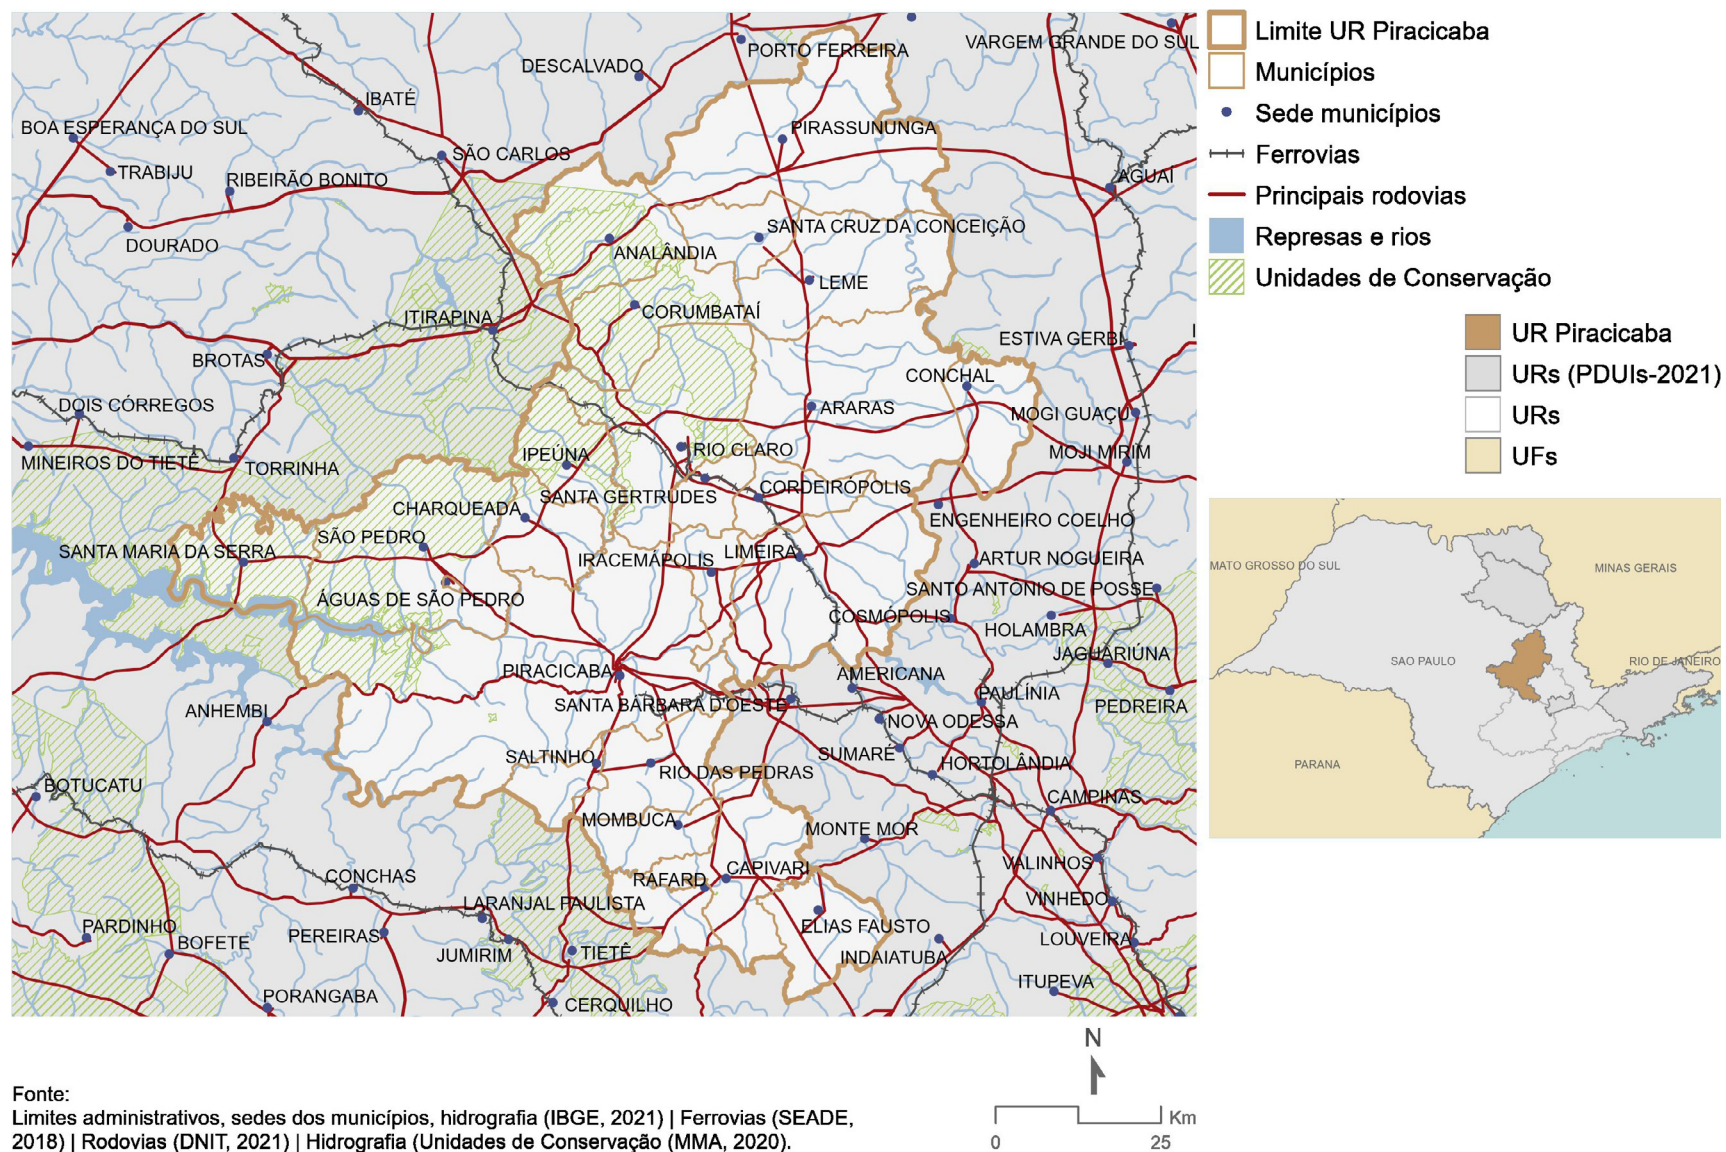 PORTO FERREIRA
VARGEM GRANDE DO SUL
DESCALVADO
IBATÉ
BOA ESPERANÇA DO SUL
PIRASSUNUNGA
SÃO CARLOS
TRABIJU
RIBEIRÃO BONITO
AGUAÍ
DOURADO
SANTA CRUZ DA CONCEIÇÃO
ANALÂNDIA
LEME
CORUMBATAÍ
ITIRAPINA
ESTIVA GERBI
I
BROTAS
CONCHAL
DOIS CÓRREGOS
ARARAS
MOGI GUAÇU
MINEIROS DO TIETÊ
TORRINHA
IPEÚNA
RIO CLARO
MOJI MIRIM
SANTA GERTRUDES
CORDEIRÓPOLIS
CHARQUEADA
ENGENHEIRO COELHO
SÃO PEDRO
SANTA MARIA DA SERRA
IRACEMÁPOLIS
LIMEIRA
ARTUR NOGUEIRA
ÁGUAS DE SÃO PEDRO
SANTO ANTÔNIO DE POSSE
COSMÓPOLIS
HOLAMBRA
JAGUARIÚNA
PIRACICABA
AMERICANA
PAULÍNIA
SANTA BÁRBARA D'OESTE
PEDREIRA
ANHEMBI
NOVA ODESSA
SALTINHO
SUMARÉ
RIO DAS PEDRAS
HORTOLÂNDIA
BOTUCATU
CAMPINAS
MOMBUCA
MONTE MOR
VALINHOS
CONCHAS
RAFARD
CAPIVARI
LARANJAL PAULISTA
VINHEDO
PARDINHO
BOFETE
PEREIRAS
ELIAS FAUSTO
LOUVEIRA
JUMIRIM
TIETÊ
INDAIATUBA
ITUPEVA
PORANGABA
CERQUILHO
Limite UR Piracicaba
Municípios
Sede municípios
Ferrovias
Principais rodovias
Represas e rios
Unidades de Conservação
UR Piracicaba
URs (PDUIs-2021)
URs
UFs
MATO GROSSO DO SUL
MINAS GERAIS
SAO PAULO
RIO DE JANEIRO
PARANA
N
Km
0
25
Fonte:
Limites administrativos, sedes dos municípios, hidrografia (IBGE, 2021) | Ferrovias (SEADE,
2018) | Rodovias (DNIT, 2021) | Hidrografia (Unidades de Conservação (MMA, 2020).